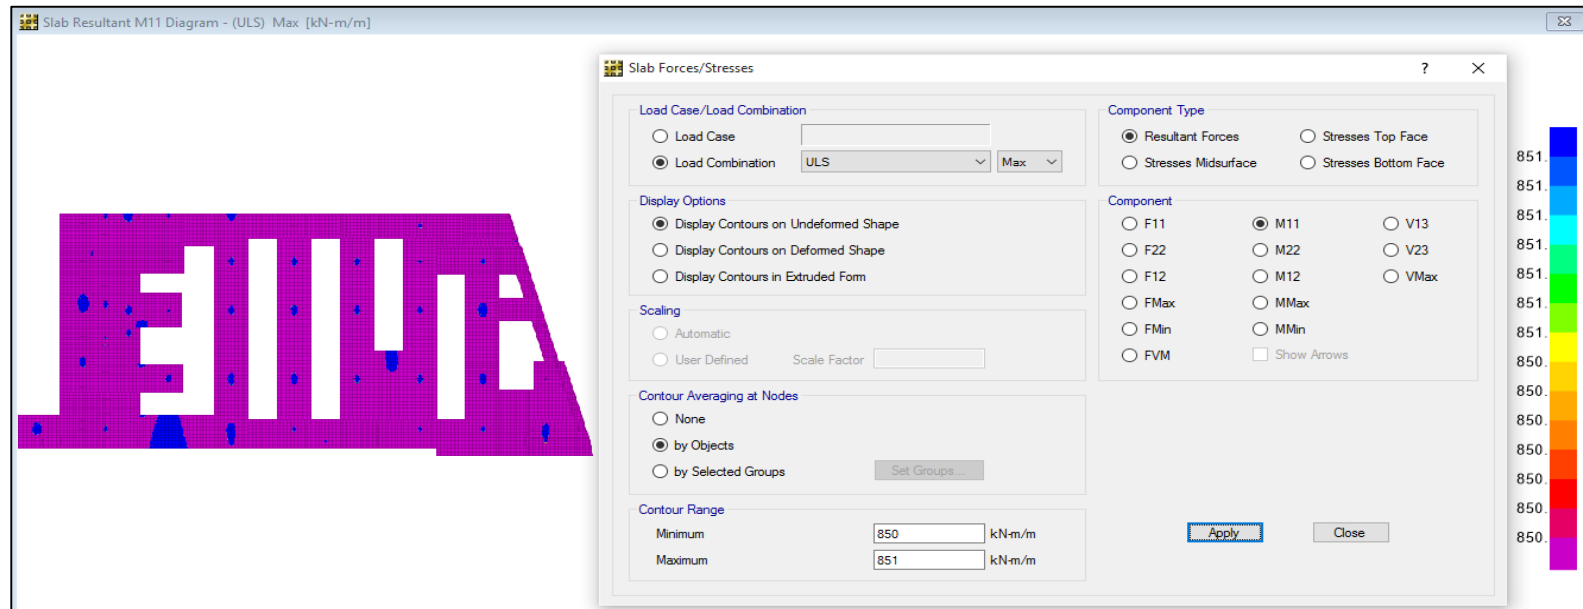 Slab Resultant M11 Diagram - (ULS) Max [kN-m/m]
Slab Forces/Stresses
?
Load Case/Load Combination
Load Case
Load Combination
ULS
Max
Component Type
Resultant Forces
Stresses Top Face
Stresses Midsurface
Stresses Bottom Face
Display Options
Display Contours on Undeformed Shape
Display Contours on Deformed Shape
Display Contours in Extruded Form
Component
F11
M11
V13
F22
M22
V23
F12
M12
VMax
FMax
MMax
FMin
MMin
FVM
Show Arrows
Scaling
Automatic
User Defined
Scale Factor
Contour Averaging at Nodes
None
by Objects
by Selected Groups
Set Groups...
Contour Range
Minimum
850
kN-m/m
Maximum
851
kN-m/m
Apply
Close
851.
851.
851.
851.
851.
851.
851.
850.
850.
850.
850.
850.
850.
850.